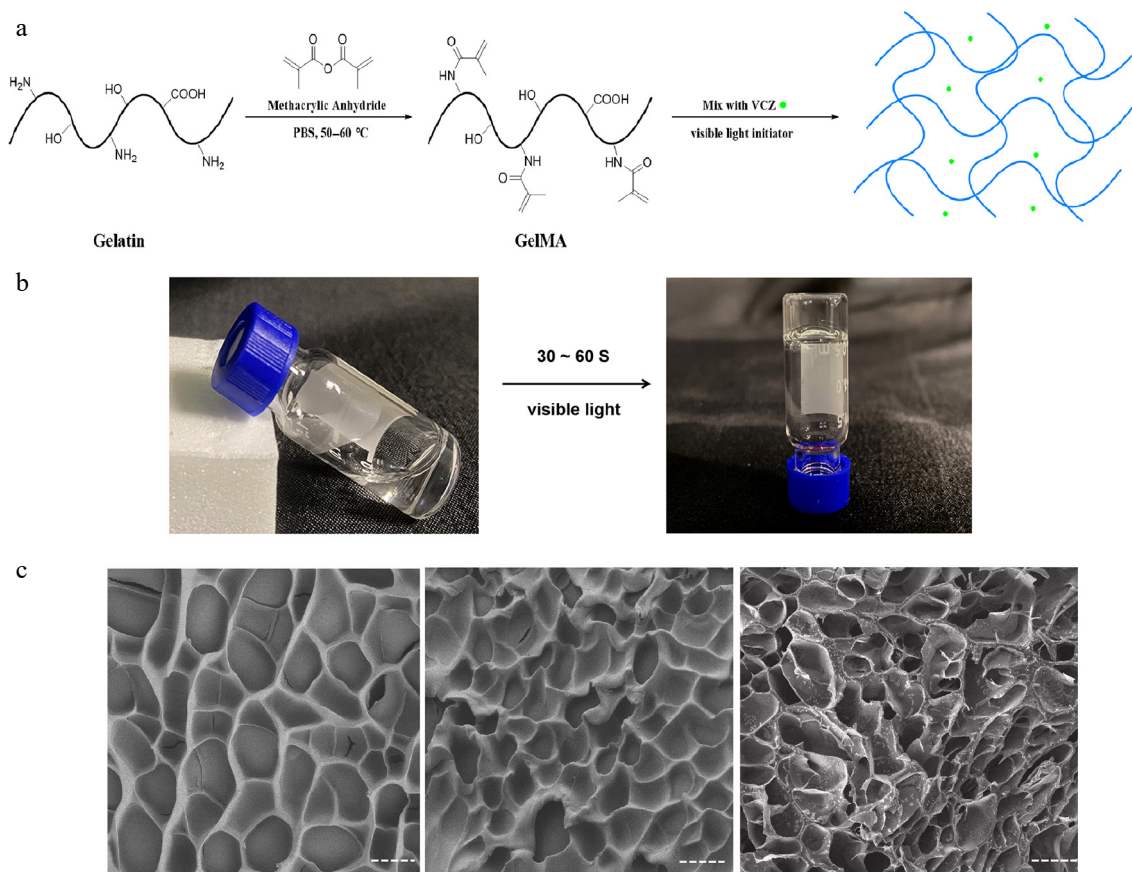 a
H₂N
HO
COOH
HO
NH₂
NH₂
Gelatin
O O
O
Methacrylic Anhydride
PBS, 50–60 ℃
O
HN
HO
COOH
HO
NH
O
HN
O
GelMA
Mix with VCZ
visible light initiator
b
30 ~ 60 S
visible light
c